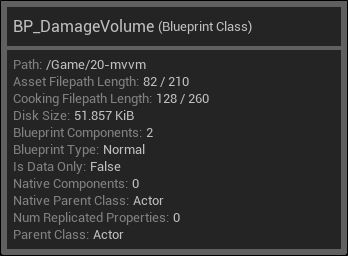 BP_DamageVolume (Blueprint Class)
Path: /Game/20-mvvm
Asset Filepath Length: 82 / 210
Cooking Filepath Length: 128 / 260
Disk Size: 51.857 KiB
Blueprint Components: 2
Blueprint Type: Normal
Is Data Only: False
Native Components: 0
Native Parent Class: Actor
Num Replicated Properties: 0
Parent Class: Actor